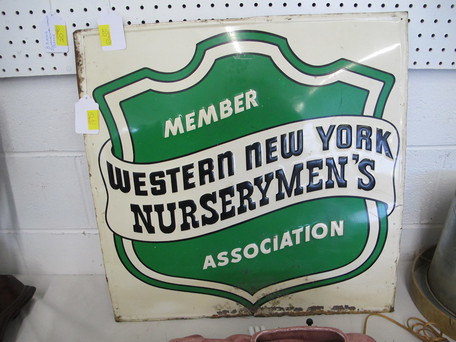 MEMBER
WESTERN NEW YORK
NURSERYMEN'S
ASSOCIATION